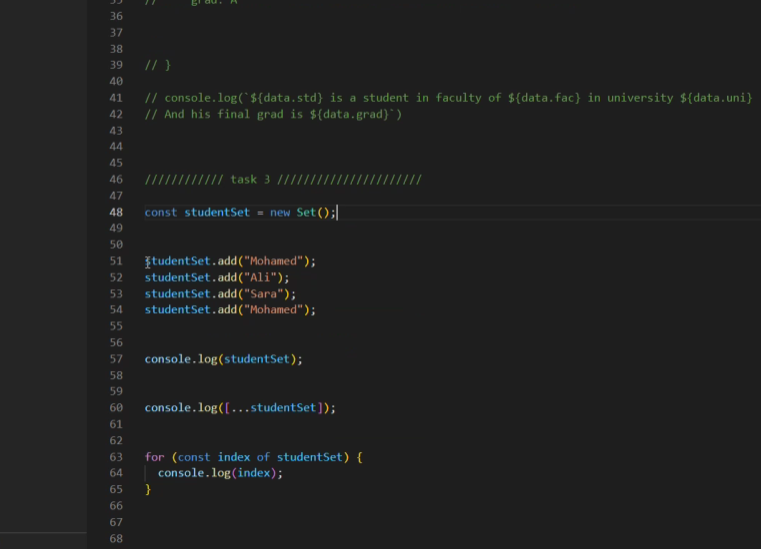 35 // grad: A
36
37
38
39 // }
40
41 // console.log(`${data.std} is a student in faculty of ${data.fac} in university ${data.uni}
42 // And his final grad is ${data.grad}`)
43
44
45
46 //////////// task 3 //////////////////////
47
48 const studentSet = new Set();
49
50
51 studentSet.add("Mohamed");
52 studentSet.add("Ali");
53 studentSet.add("Sara");
54 studentSet.add("Mohamed");
55
56
57 console.log(studentSet);
58
59
60 console.log([...studentSet]);
61
62
63 for (const index of studentSet) {
64 console.log(index);
65 }
66
67
68